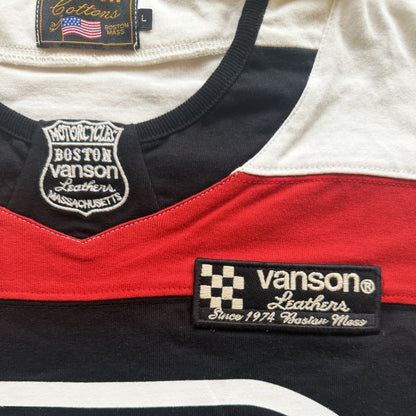 Cottons
BOSTON
MASS
L
MOTORCYCLES
BOSTON
vanson
Leathers
MASSACHUSETTS
vanson®
Leathers
Since 1974 Boston Mass